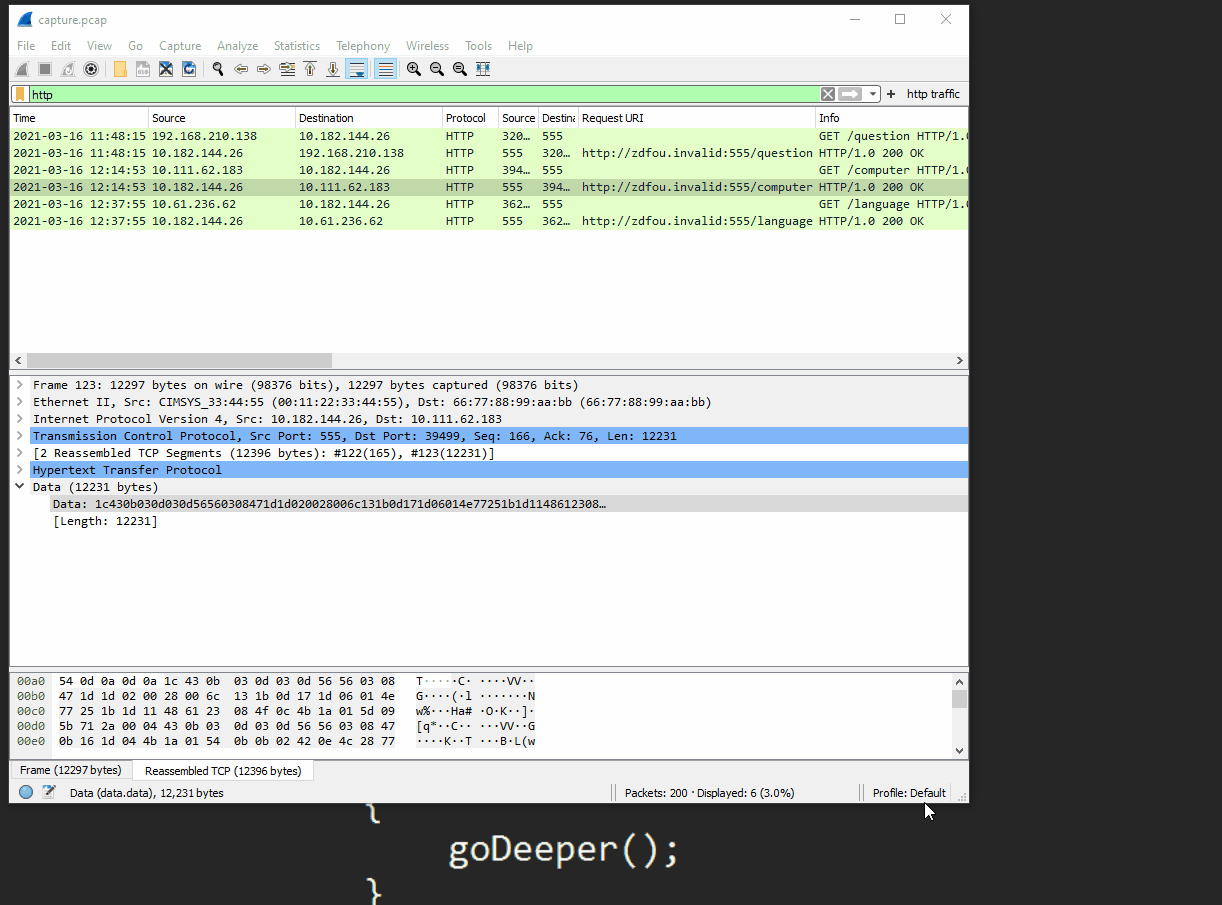 capture.pcap
File Edit View Go Capture Analyze Statistics Telephony Wireless Tools Help
http http traffic
Time Source Destination Protocol Source Destina Request URI Info
2021-03-16 11:48:15 192.168.210.138 10.182.144.26 HTTP 320… 555 GET /question HTTP/1.0
2021-03-16 11:48:15 10.182.144.26 192.168.210.138 HTTP 555 320… http://zdfou.invalid:555/question HTTP/1.0 200 OK
2021-03-16 12:14:53 10.111.62.183 10.182.144.26 HTTP 394… 555 GET /computer HTTP/1.0
2021-03-16 12:14:53 10.182.144.26 10.111.62.183 HTTP 555 394… http://zdfou.invalid:555/computer HTTP/1.0 200 OK
2021-03-16 12:37:55 10.61.236.62 10.182.144.26 HTTP 362… 555 GET /language HTTP/1.0
2021-03-16 12:37:55 10.182.144.26 10.61.236.62 HTTP 555 362… http://zdfou.invalid:555/language HTTP/1.0 200 OK
Frame 123: 12297 bytes on wire (98376 bits), 12297 bytes captured (98376 bits)
Ethernet II, Src: CIMSYS_33:44:55 (00:11:22:33:44:55), Dst: 66:77:88:99:aa:bb (66:77:88:99:aa:bb)
Internet Protocol Version 4, Src: 10.182.144.26, Dst: 10.111.62.183
Transmission Control Protocol, Src Port: 555, Dst Port: 39499, Seq: 166, Ack: 76, Len: 12231
[2 Reassembled TCP Segments (12396 bytes): #122(165), #123(12231)]
Hypertext Transfer Protocol
Data (12231 bytes)
Data: 1c430b030d030d56560308471d1d020028006c131b0d171d06014e77251b1d1148612308…
[Length: 12231]
00a0 54 0d 0a 0d 0a 1c 43 0b 03 0d 03 0d 56 56 03 08 T·····C· ····VV··
00b0 47 1d 1d 02 00 28 00 6c 13 1b 0d 17 1d 06 01 4e G····(·l ·······N
00c0 77 25 1b 1d 11 48 61 23 08 4f 0c 4b 1a 01 5d 09 w%···Ha# ·O·K··]·
00d0 5b 71 2a 00 04 43 0b 03 0d 03 0d 56 56 03 08 47 [q*··C·· ···VV··G
00e0 0b 16 1d 04 4b 1a 01 54 0b 0b 02 42 0e 4c 28 77 ····K··T ···B·L(w
Frame (12297 bytes) Reassembled TCP (12396 bytes)
Data (data.data), 12,231 bytes Packets: 200 · Displayed: 6 (3.0%) Profile: Default
{
goDeeper();
}